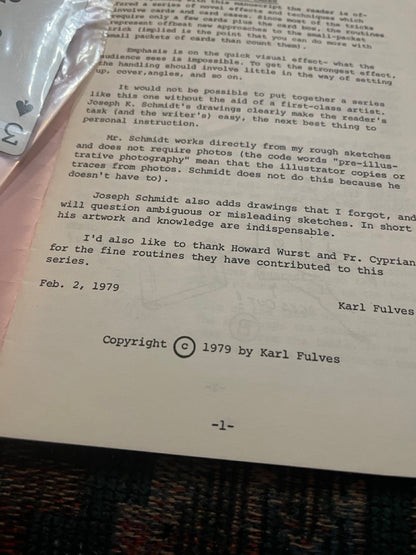 with this manuscript the reader is of-
fered a series of novel effects and techniques which
involve cards and card cases. Since most of the tricks
require only a few cards plus the card box, the routines
represent offbeat new approaches to the small-packet
trick (implied is the point that you can do more with
small packets of cards than count them).
Emphasis is on the quick visual effect- what the
audience sees is impossible. To get the strongest effect,
the handling should involve little in the way of setting
up, cover, angles, and so on.
It would not be possible to put together a series
like this one without the aid of a first-class artist.
Joseph K. Schmidt's drawings clearly make the reader's
task (and the writer's) easy, the next best thing to
personal instruction.
Mr. Schmidt works directly from my rough sketches
and does not require photos (the code words "pre-illus-
trative photography" mean that the illustrator copies or
traces from photos. Schmidt does not do this because he
doesn't have to).
Joseph Schmidt also adds drawings that I forgot, and
will question ambiguous or misleading sketches. In short
his artwork and knowledge are indispensable.
I'd also like to thank Howard Wurst and Fr. Cyprian
for the fine routines they have contributed to this
series.
Feb. 2, 1979
Karl Fulves
Copyright © 1979 by Karl Fulves
-1-
3